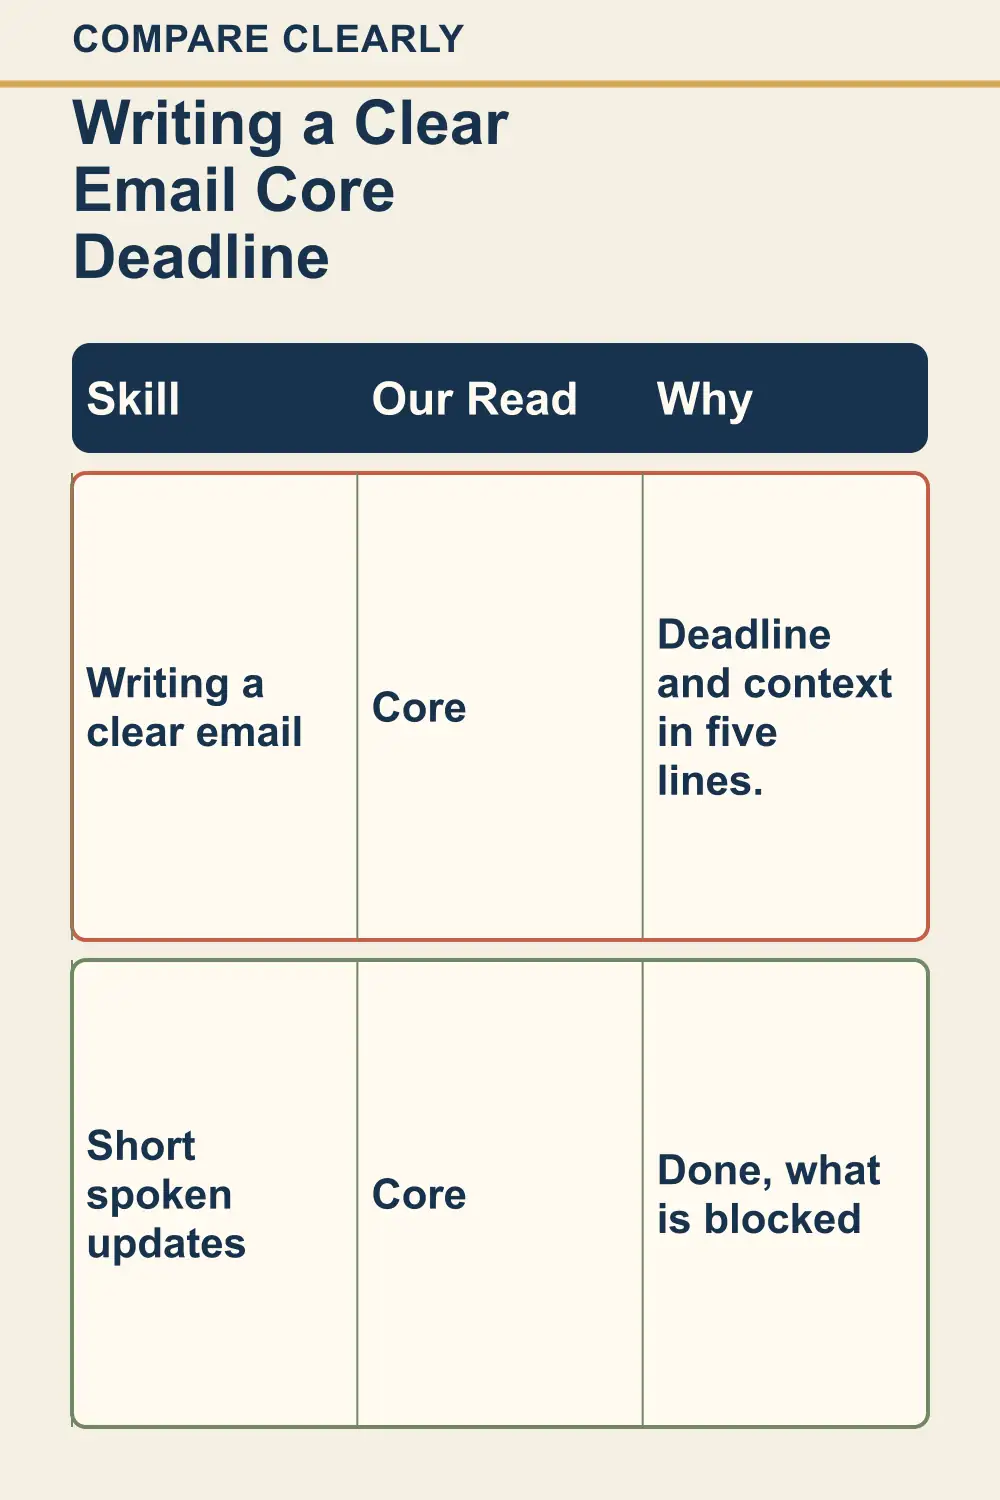 COMPARE CLEARLY
Writing a Clear
Email Core
Deadline
Skill
Our Read
Why
Writing a
clear email
Core
Deadline
and context
in five
lines.
Short
spoken
updates
Core
Done, what
is blocked